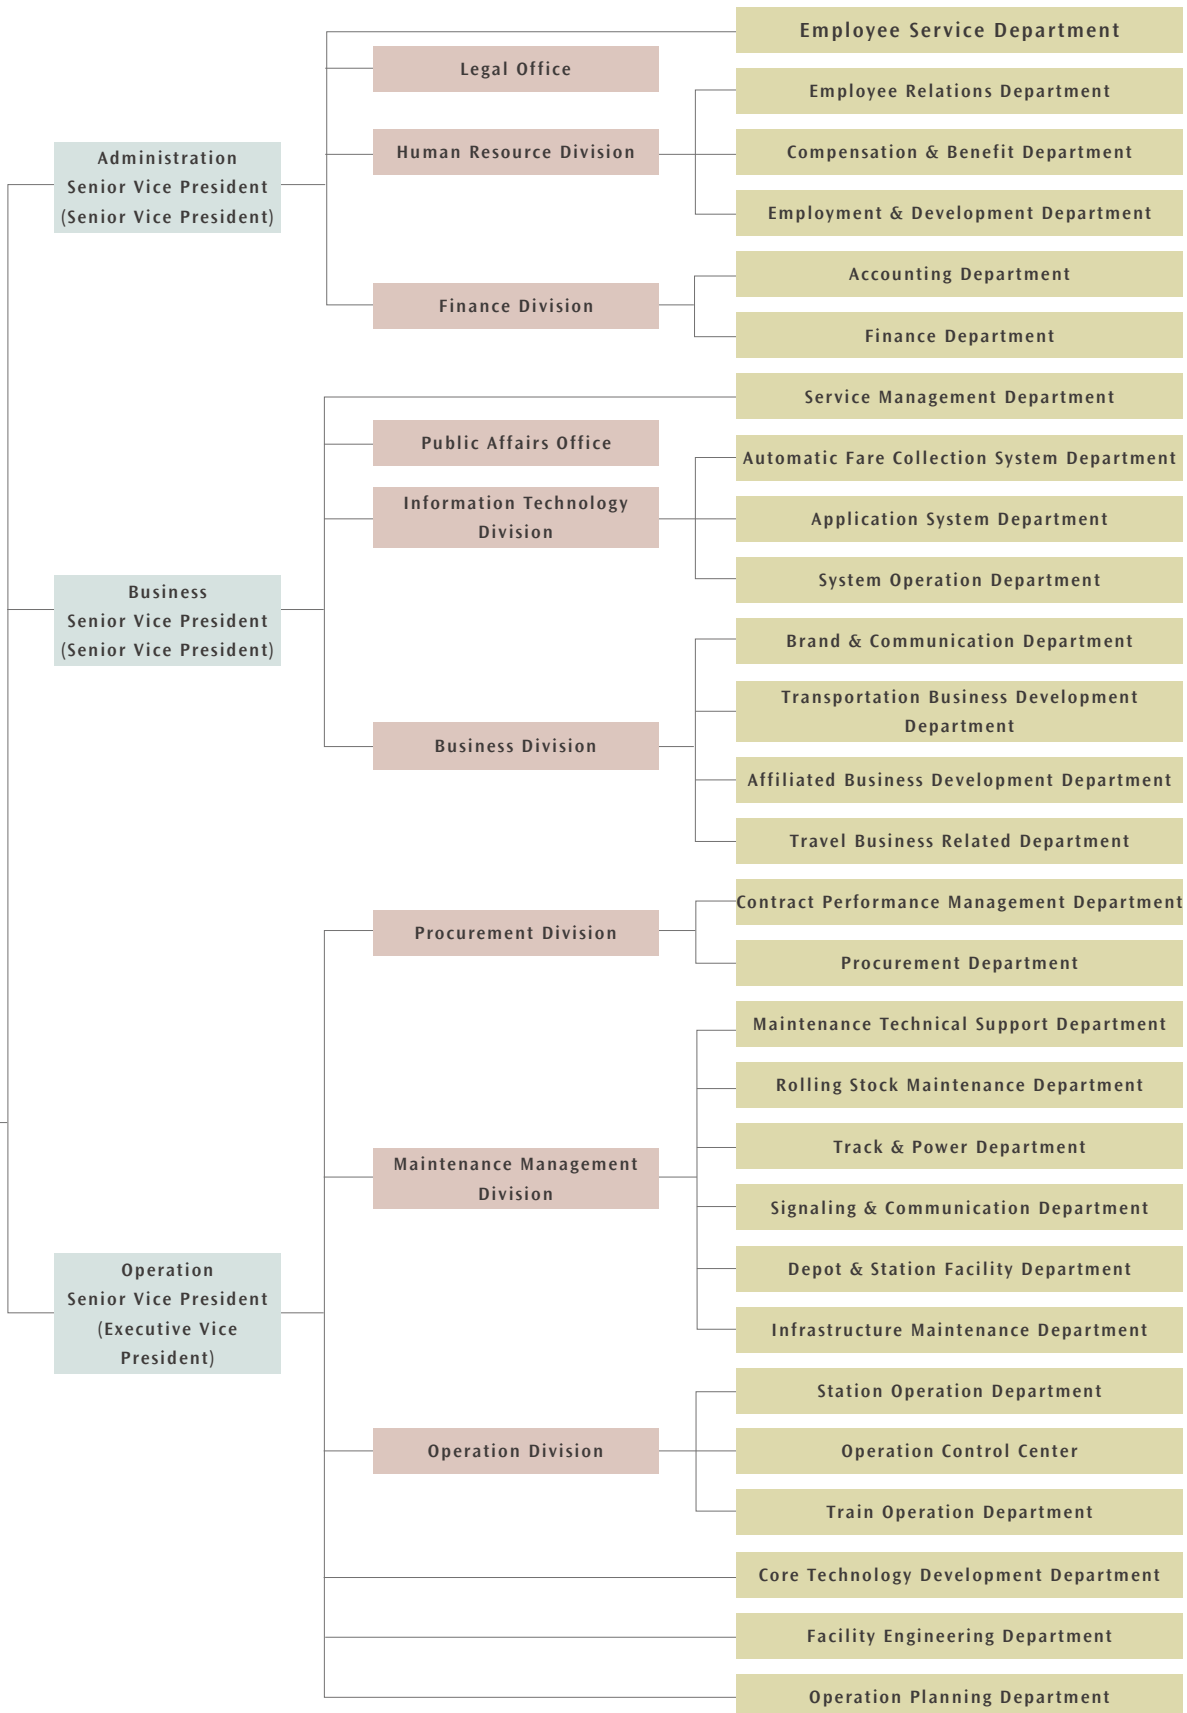 Employee Service Department
Legal Office
Employee Relations Department
Administration
Senior Vice President
(Senior Vice President)
Human Resource Division
Compensation & Benefit Department
Employment & Development Department
Accounting Department
Finance Division
Finance Department
Service Management Department
Public Affairs Office
Automatic Fare Collection System Department
Information Technology
Division
Application System Department
System Operation Department
Business
Senior Vice President
(Senior Vice President)
Brand & Communication Department
Transportation Business Development
Department
Business Division
Affiliated Business Development Department
Travel Business Related Department
Contract Performance Management Department
Procurement Division
Procurement Department
Maintenance Technical Support Department
Rolling Stock Maintenance Department
Track & Power Department
Maintenance Management
Division
Signaling & Communication Department
Depot & Station Facility Department
Operation
Senior Vice President
(Executive Vice
President)
Infrastructure Maintenance Department
Station Operation Department
Operation Division
Operation Control Center
Train Operation Department
Core Technology Development Department
Facility Engineering Department
Operation Planning Department